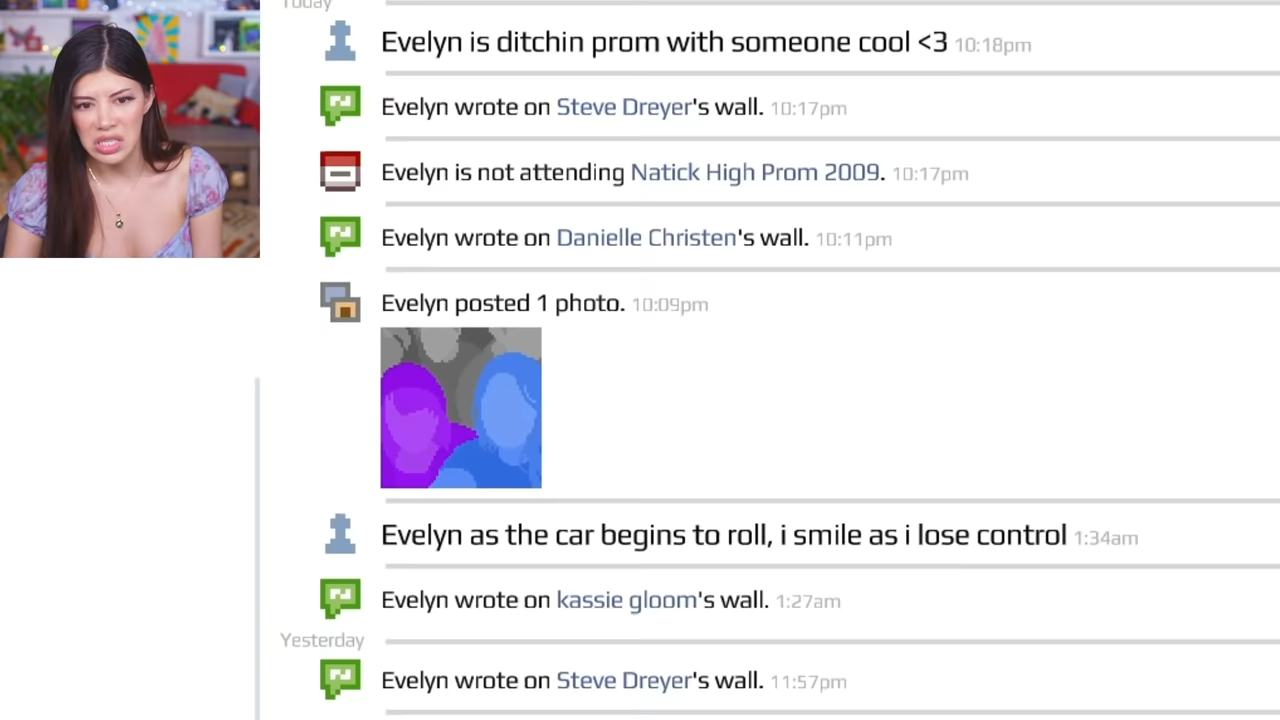 Today
Evelyn is ditchin prom with someone cool <3 10:18pm
Evelyn wrote on Steve Dreyer's wall. 10:17pm
Evelyn is not attending Natick High Prom 2009. 10:17pm
Evelyn wrote on Danielle Christen's wall. 10:11pm
Evelyn posted 1 photo. 10:09pm
Evelyn as the car begins to roll, i smile as i lose control 1:34am
Evelyn wrote on kassie gloom's wall. 1:27am
Yesterday
Evelyn wrote on Steve Dreyer's wall. 11:57pm